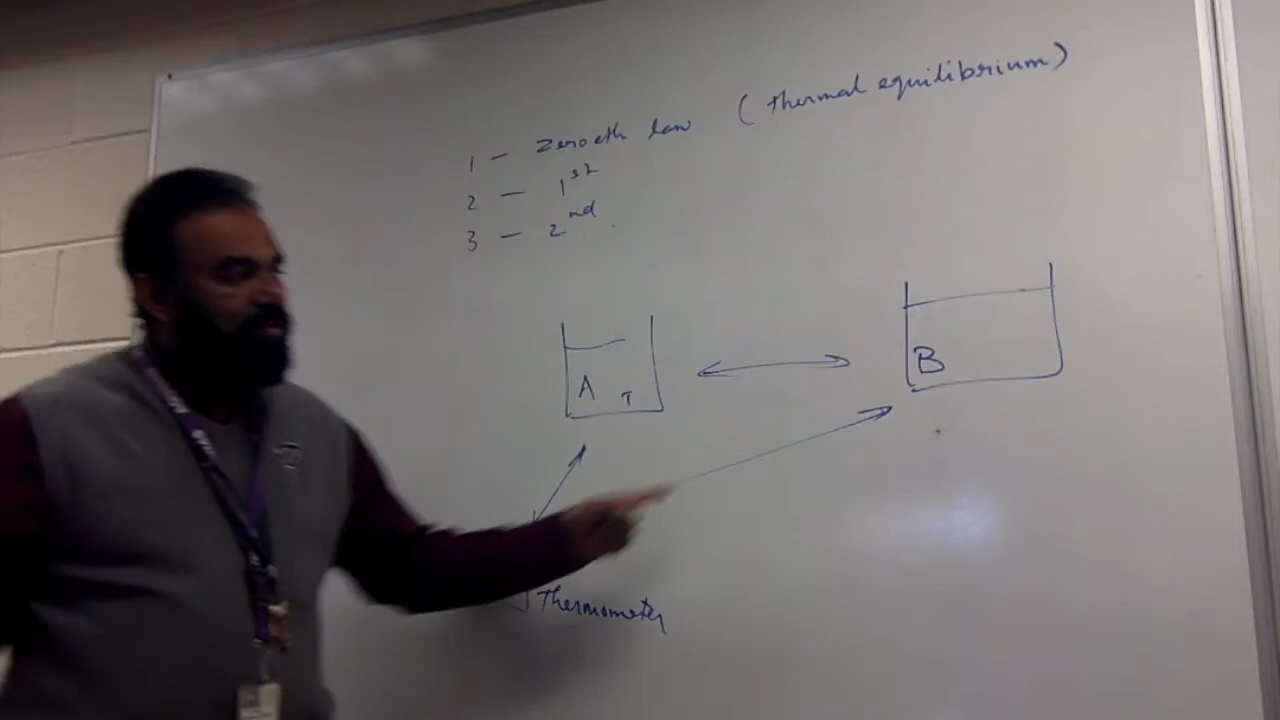 1 - Zeroeth law (thermal equilibrium)
2 - 1st
3 - 2nd.
A T
B
Thermometer